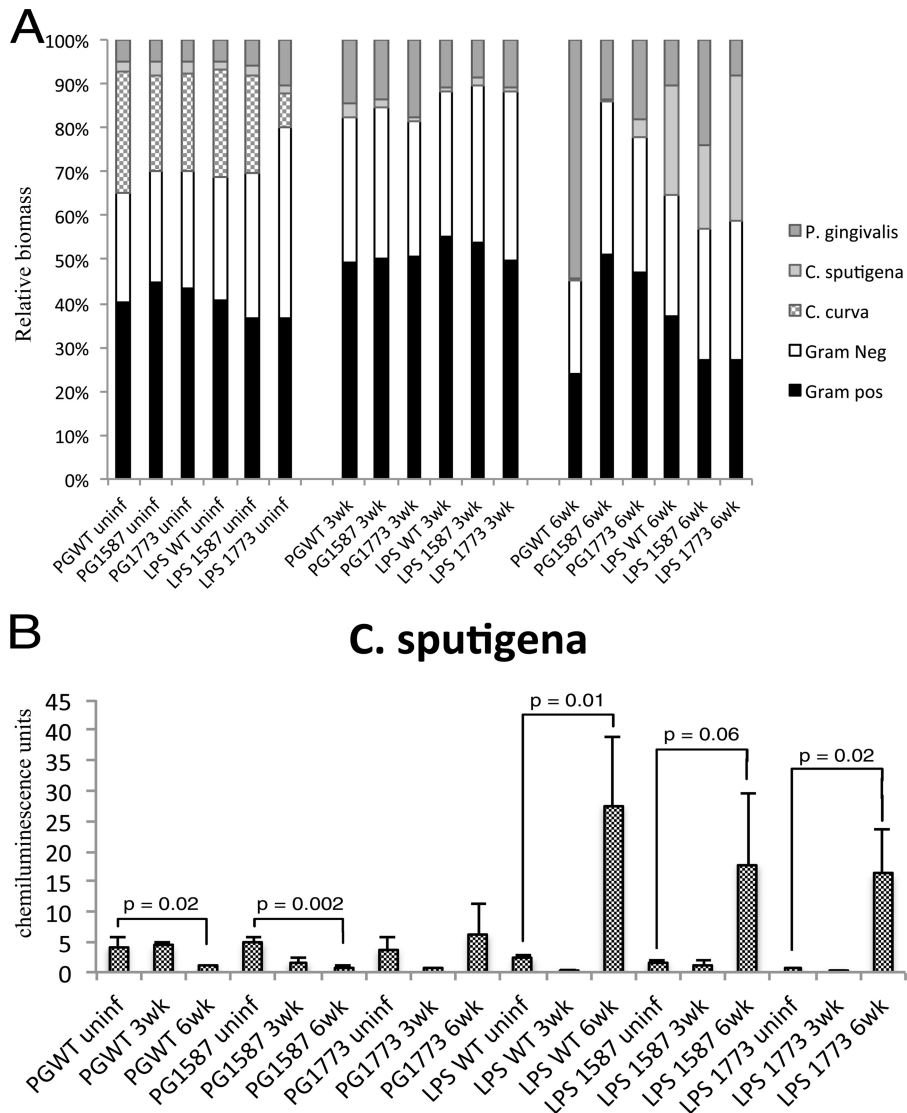 A
100%
90%
80%
70%
60%
50%
40%
30%
20%
10%
0%
Relative biomass
PGWT uninf
PG1587 uninf
PG1773 uninf
LPS WT uninf
LPS 1587 uninf
LPS 1773 uninf
PGWT 3wk
PG1587 3wk
PG1773 3wk
LPS WT 3wk
LPS 1587 3wk
LPS 1773 3wk
PGWT 6wk
PG1587 6wk
PG1773 6wk
LPS WT 6wk
LPS 1587 6wk
LPS 1773 6wk
P. gingivalis
C. sputigena
C. curva
Gram Neg
Gram pos
B
C. sputigena
chemiluminescence units
45
40
35
30
25
20
15
10
5
0
p = 0.02
p = 0.002
p = 0.01
p = 0.06
p = 0.02
PGWT uninf
PGWT 3wk
PGWT 6wk
PG1587 uninf
PG1587 3wk
PG1587 6wk
PG1773 uninf
PG1773 3wk
PG1773 6wk
LPS WT uninf
LPS WT 3wk
LPS WT 6wk
LPS 1587 uninf
LPS 1587 3wk
LPS 1587 6wk
LPS 1773 uninf
LPS 1773 3wk
LPS 1773 6wk